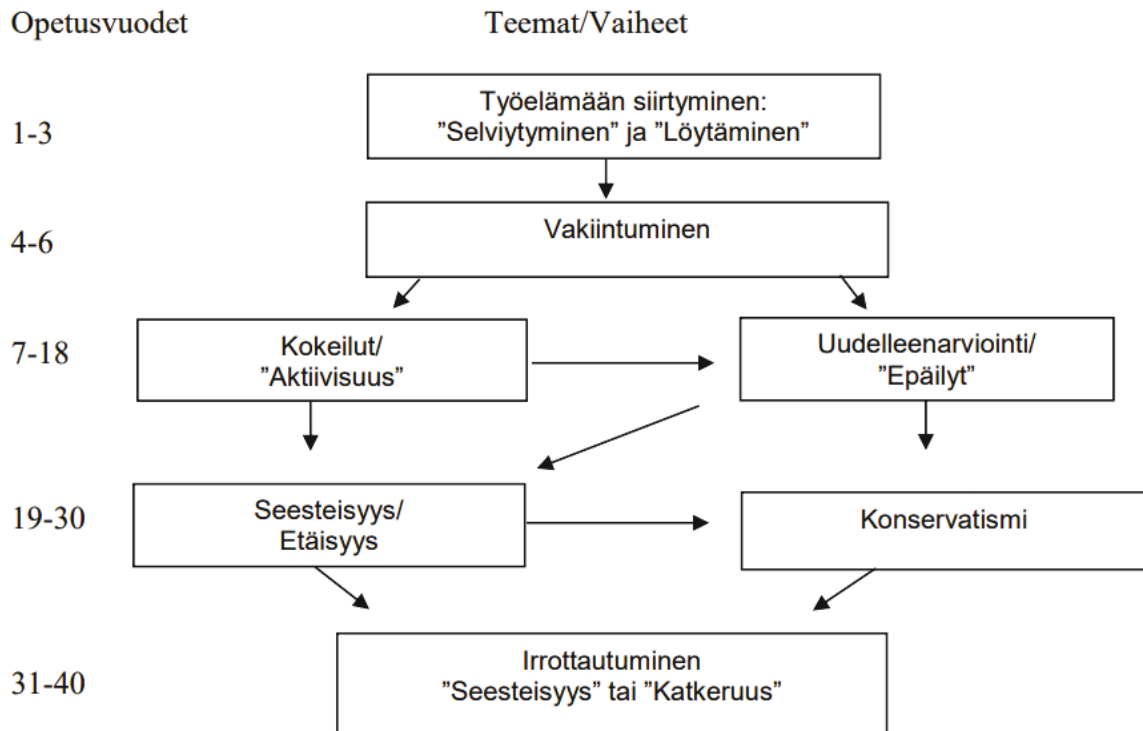 Opetusvuodet
Teemat/Vaiheet
1-3
Työelämään siirtyminen:
”Selviytyminen” ja ”Löytäminen”
4-6
Vakiintuminen
7-18
Kokeilut/
”Aktiivisuus”
Uudelleenarviointi/
”Epäilyt”
19-30
Seesteisyys/
Etäisyys
Konservatismi
31-40
Irrottautuminen
”Seesteisyys” tai ”Katkeruus”